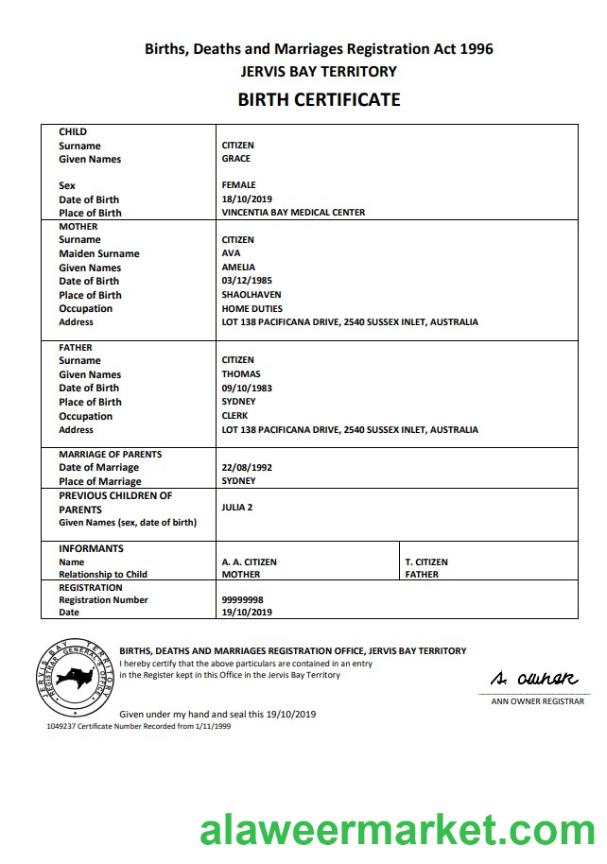 Births, Deaths and Marriages Registration Act 1996
JERVIS BAY TERRITORY
BIRTH CERTIFICATE
CHILD
Surname CITIZEN
Given Names GRACE
Sex FEMALE
Date of Birth 18/10/2019
Place of Birth VINCENTIA BAY MEDICAL CENTER
MOTHER
Surname CITIZEN
Maiden Surname AVA
Given Names AMELIA
Date of Birth 03/12/1985
Place of Birth SHAOLHAVEN
Occupation HOME DUTIES
Address LOT 138 PACIFICANA DRIVE, 2540 SUSSEX INLET, AUSTRALIA
FATHER
Surname CITIZEN
Given Names THOMAS
Date of Birth 09/10/1983
Place of Birth SYDNEY
Occupation CLERK
Address LOT 138 PACIFICANA DRIVE, 2540 SUSSEX INLET, AUSTRALIA
MARRIAGE OF PARENTS
Date of Marriage 22/08/1992
Place of Marriage SYDNEY
PREVIOUS CHILDREN OF
PARENTS JULIA 2
Given Names (sex, date of birth)
INFORMANTS
Name A. A. CITIZEN T. CITIZEN
Relationship to Child MOTHER FATHER
REGISTRATION
Registration Number 99999998
Date 19/10/2019
JERVIS BAY TERRITORY
REGISTRAR GENERAL'S OFFICE
BIRTHS, DEATHS AND MARRIAGES REGISTRATION OFFICE, JERVIS BAY TERRITORY
I hereby certify that the above particulars are contained in an entry
in the Register kept in this Office in the Jervis Bay Territory
A. Owner
ANN OWNER REGISTRAR
Given under my hand and seal this 19/10/2019
1049237 Certificate Number Recorded from 1/11/1999
alaweermarket.com